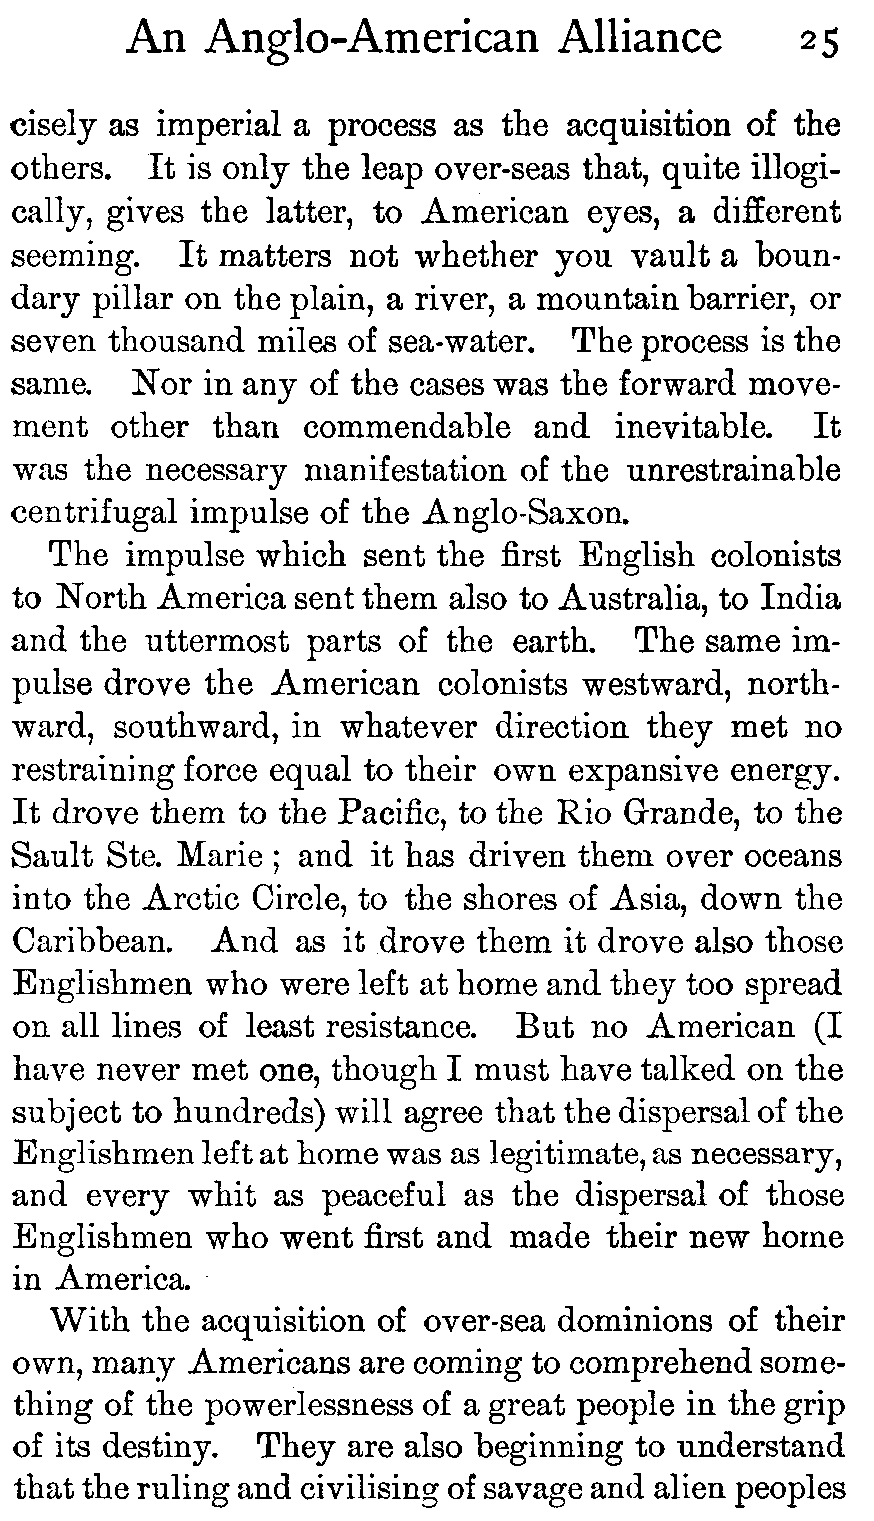 An Anglo-American Alliance 25
cisely as imperial a process as the acquisition of the
others. It is only the leap over-seas that, quite illogi-
cally, gives the latter, to American eyes, a different
seeming. It matters not whether you vault a boun-
dary pillar on the plain, a river, a mountain barrier, or
seven thousand miles of sea-water. The process is the
same. Nor in any of the cases was the forward move-
ment other than commendable and inevitable. It
was the necessary manifestation of the unrestrainable
centrifugal impulse of the Anglo-Saxon.
The impulse which sent the first English colonists
to North America sent them also to Australia, to India
and the uttermost parts of the earth. The same im-
pulse drove the American colonists westward, north-
ward, southward, in whatever direction they met no
restraining force equal to their own expansive energy.
It drove them to the Pacific, to the Rio Grande, to the
Sault Ste. Marie ; and it has driven them over oceans
into the Arctic Circle, to the shores of Asia, down the
Caribbean. And as it drove them it drove also those
Englishmen who were left at home and they too spread
on all lines of least resistance. But no American (I
have never met one, though I must have talked on the
subject to hundreds) will agree that the dispersal of the
Englishmen left at home was as legitimate, as necessary,
and every whit as peaceful as the dispersal of those
Englishmen who went first and made their new home
in America.
With the acquisition of over-sea dominions of their
own, many Americans are coming to comprehend some-
thing of the powerlessness of a great people in the grip
of its destiny. They are also beginning to understand
that the ruling and civilising of savage and alien peoples